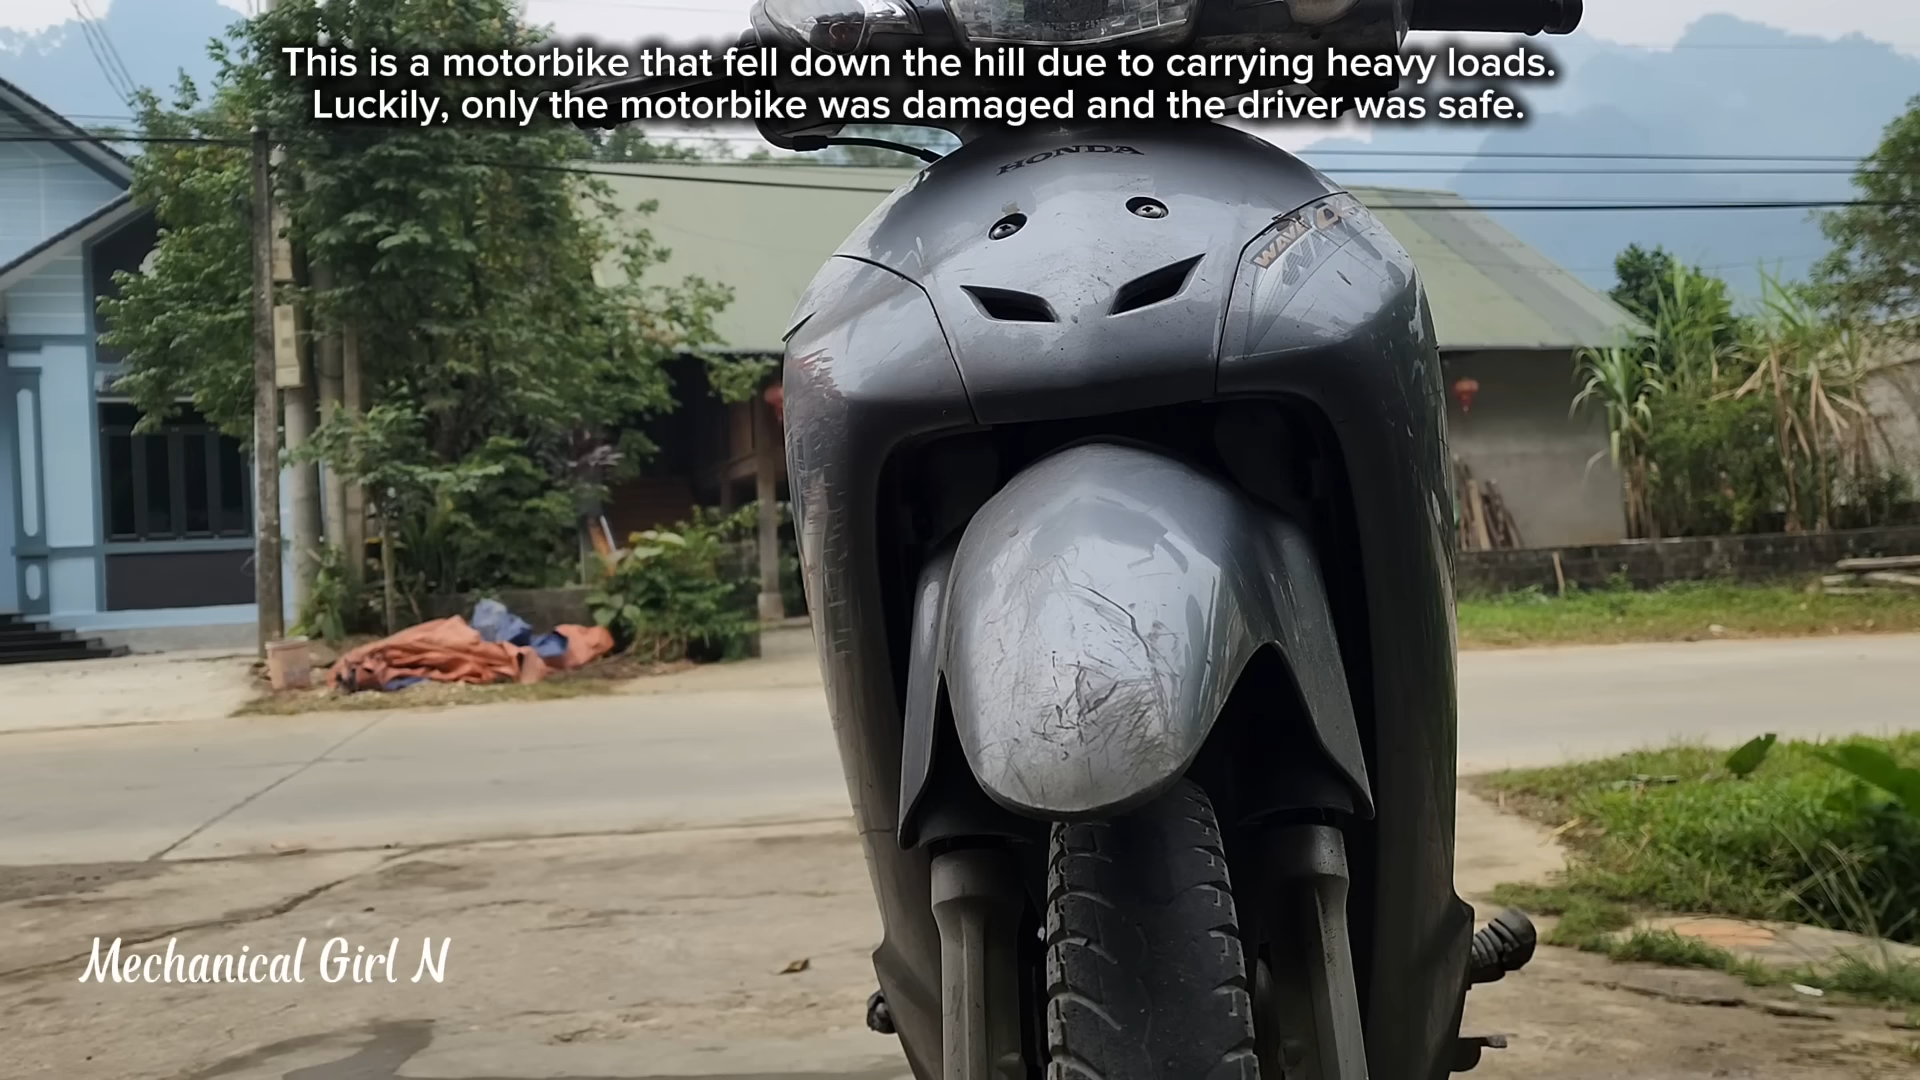 This is a motorbike that fell down the hill due to carrying heavy loads.
Luckily, only the motorbike was damaged and the driver was safe.
HONDA
WAVE α
Mechanical Girl N